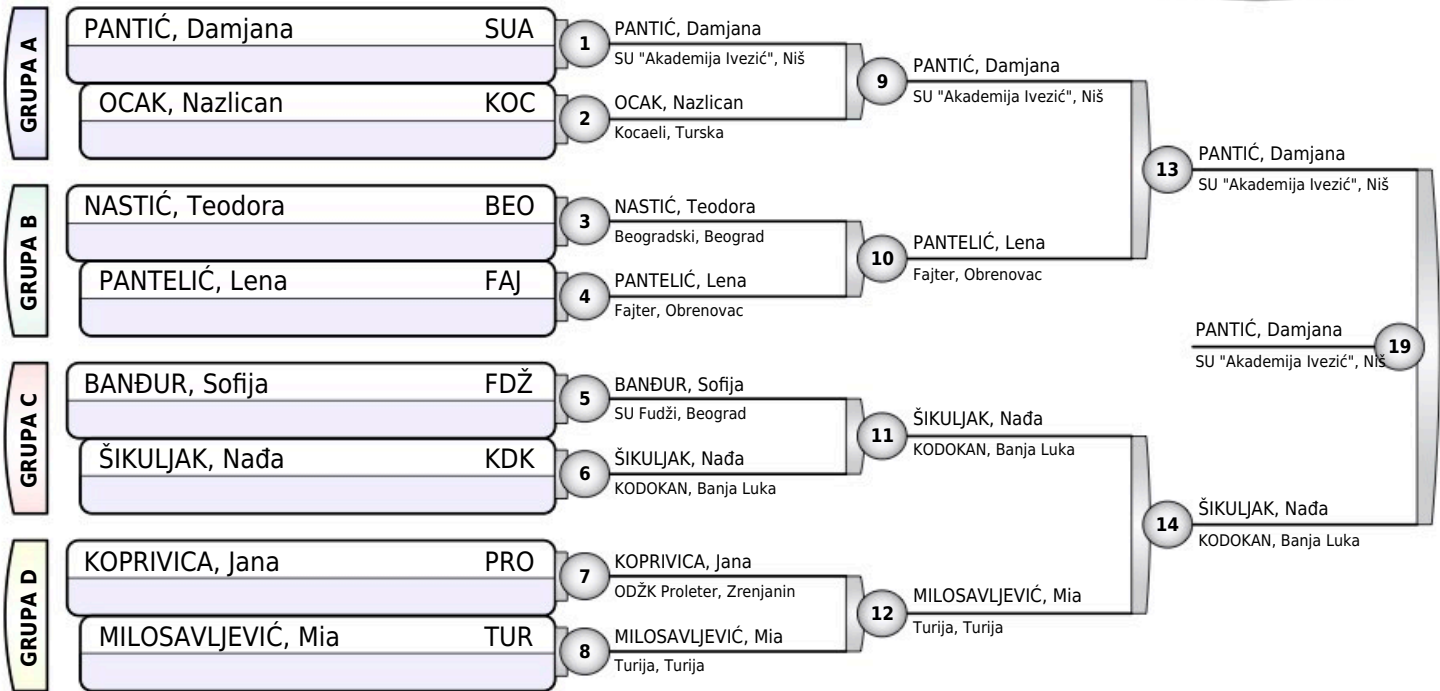 GRUPA A
PANTIĆ, Damjana SUA
OCAK, Nazlican KOC
GRUPA B
NASTIĆ, Teodora BEO
PANTELIĆ, Lena FAJ
GRUPA C
BANĐUR, Sofija FDŽ
ŠIKULJAK, Nađa KDK
GRUPA D
KOPRIVICA, Jana PRO
MILOSAVLJEVIĆ, Mia TUR
1
PANTIĆ, Damjana
SU "Akademija Ivezić", Niš
2
OCAK, Nazlican
Kocaeli, Turska
3
NASTIĆ, Teodora
Beogradski, Beograd
4
PANTELIĆ, Lena
Fajter, Obrenovac
5
BANĐUR, Sofija
SU Fudži, Beograd
6
ŠIKULJAK, Nađa
KODOKAN, Banja Luka
7
KOPRIVICA, Jana
ODŽK Proleter, Zrenjanin
8
MILOSAVLJEVIĆ, Mia
Turija, Turija
9
PANTIĆ, Damjana
SU "Akademija Ivezić", Niš
10
PANTELIĆ, Lena
Fajter, Obrenovac
11
ŠIKULJAK, Nađa
KODOKAN, Banja Luka
12
MILOSAVLJEVIĆ, Mia
Turija, Turija
13
PANTIĆ, Damjana
SU "Akademija Ivezić", Niš
14
ŠIKULJAK, Nađa
KODOKAN, Banja Luka
PANTIĆ, Damjana
SU "Akademija Ivezić", Niš
19